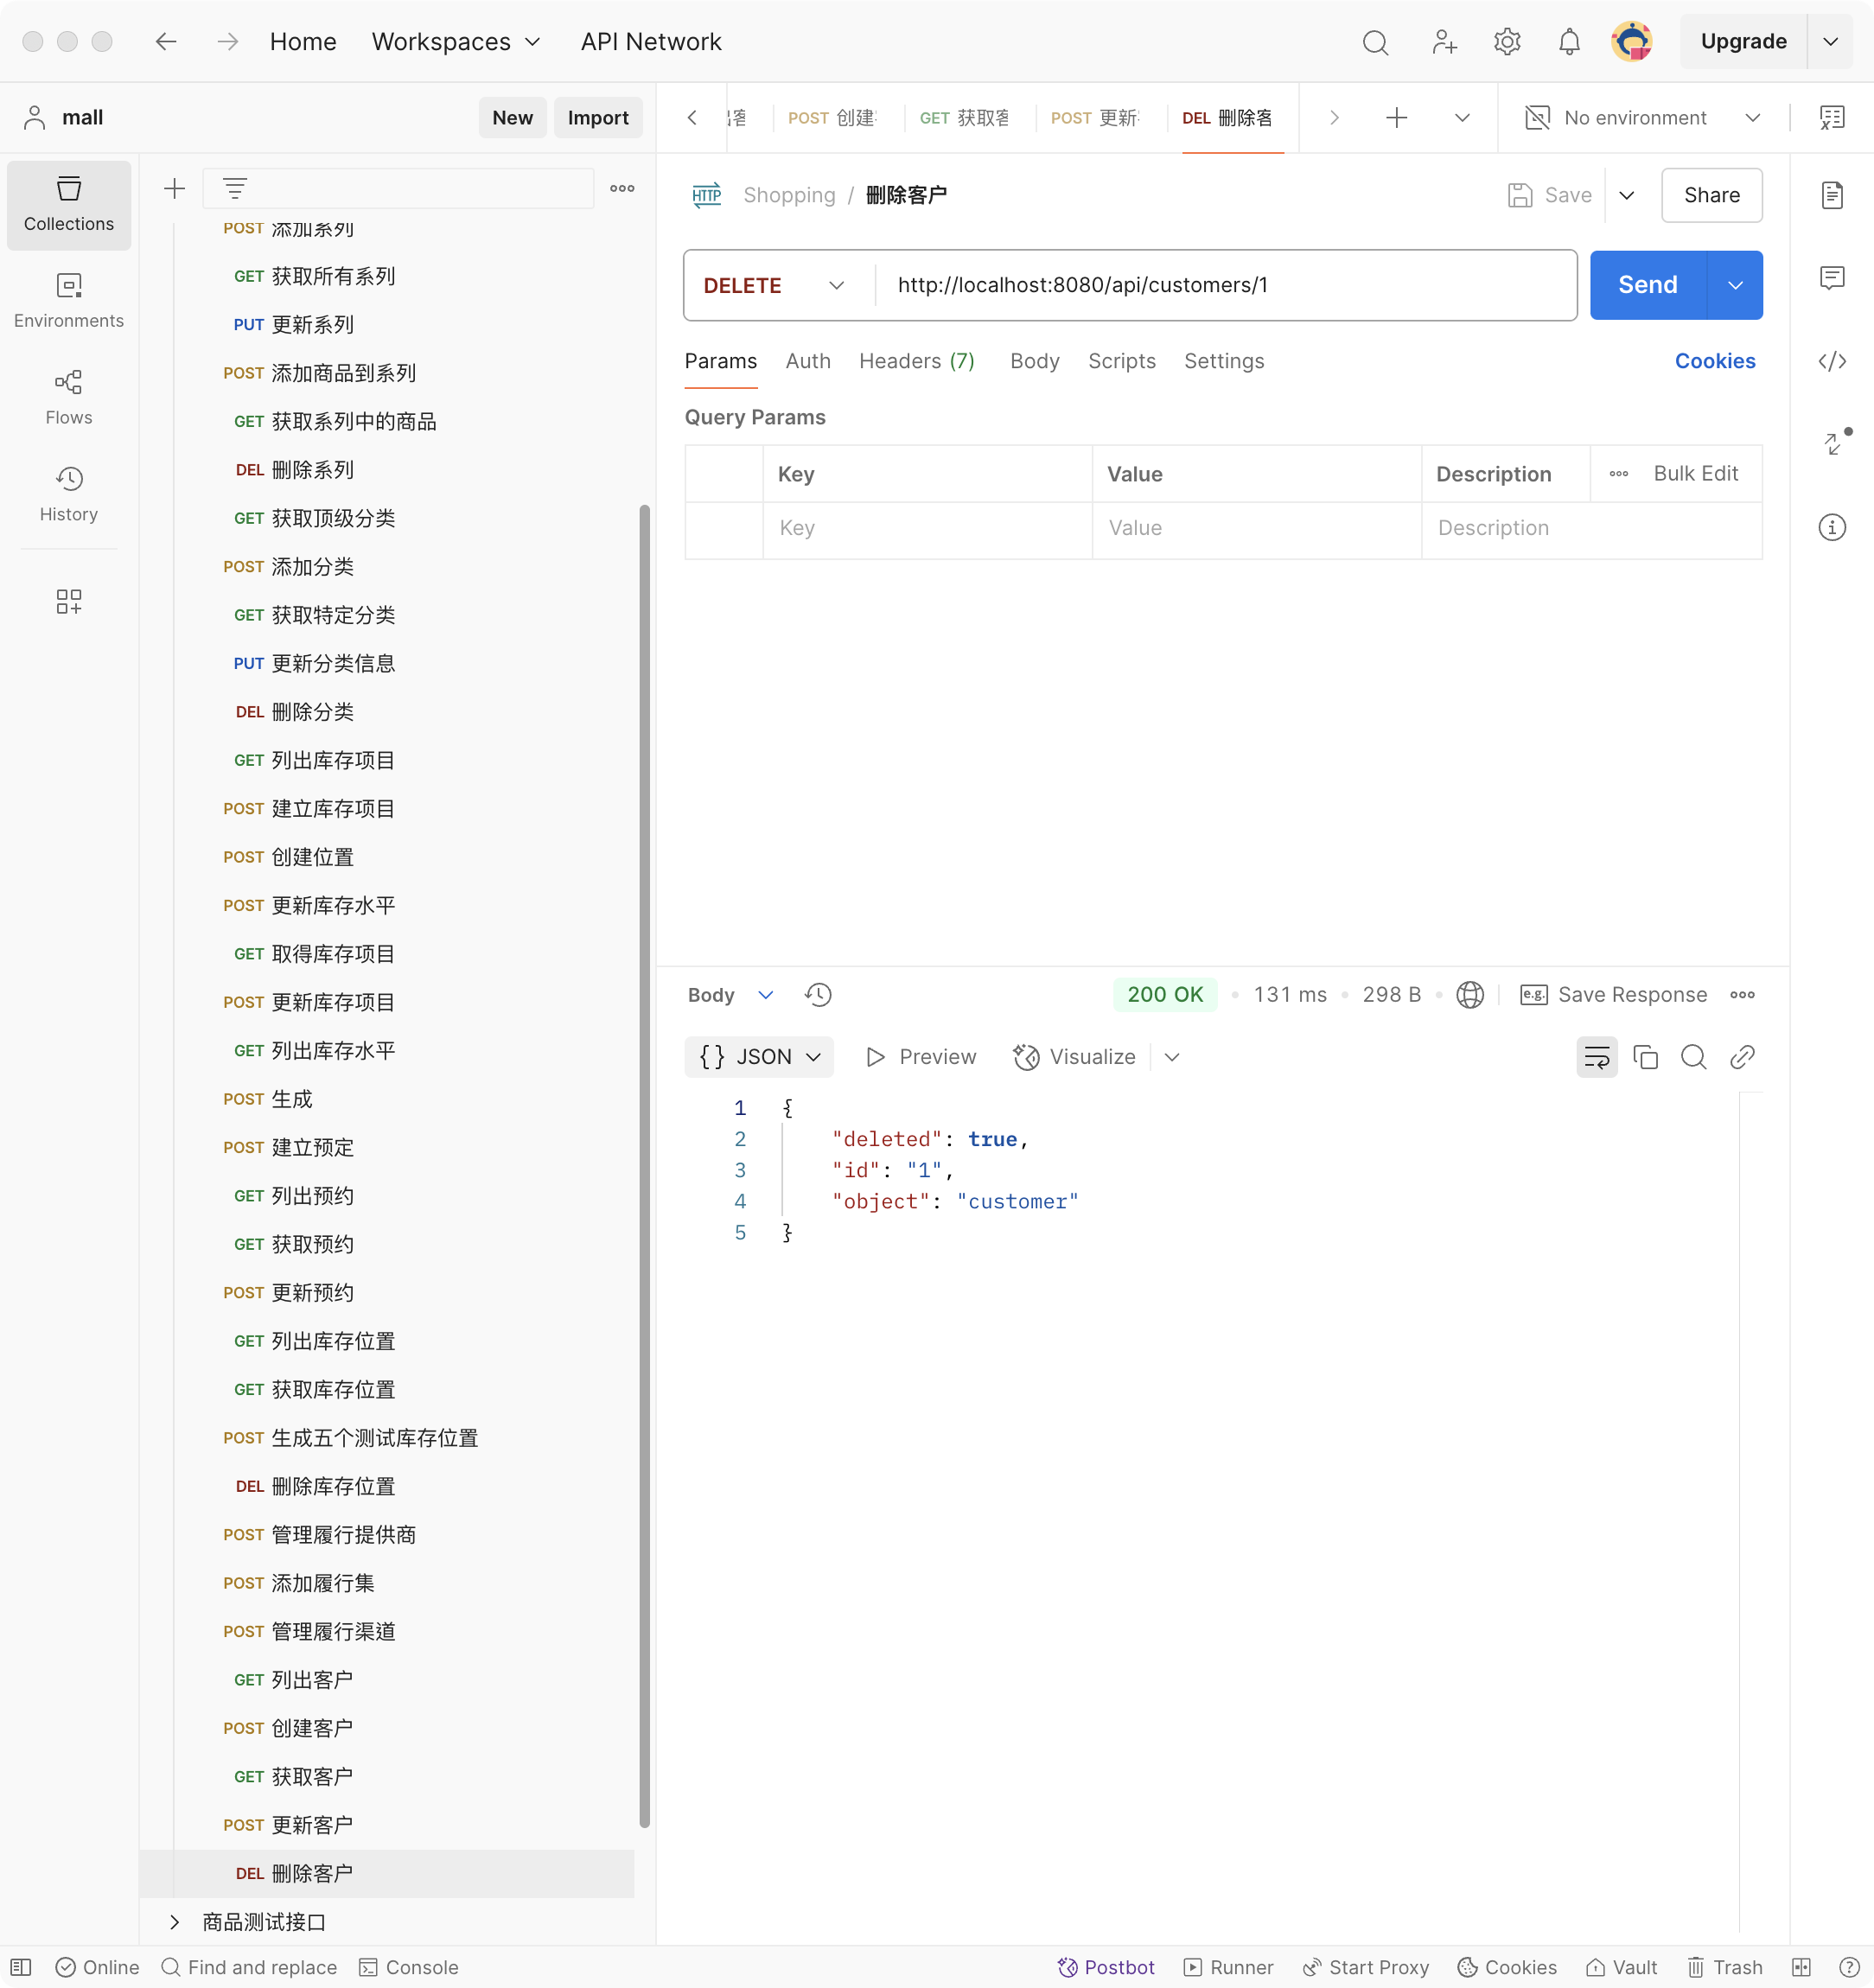 Home
Workspaces
API Network
Upgrade
mall
New
Import
POST 创建
GET 获取客
POST 更新
DEL 删除客
No environment
Collections
Environments
Flows
History
POST 添加系列
GET 获取所有系列
PUT 更新系列
POST 添加商品到系列
GET 获取系列中的商品
DEL 删除系列
GET 获取顶级分类
POST 添加分类
GET 获取特定分类
PUT 更新分类信息
DEL 删除分类
GET 列出库存项目
POST 建立库存项目
POST 创建位置
POST 更新库存水平
GET 取得库存项目
POST 更新库存项目
GET 列出库存水平
POST 生成
POST 建立预定
GET 列出预约
GET 获取预约
POST 更新预约
GET 列出库存位置
GET 获取库存位置
POST 生成五个测试库存位置
DEL 删除库存位置
POST 管理履行提供商
POST 添加履行集
POST 管理履行渠道
GET 列出客户
POST 创建客户
GET 获取客户
POST 更新客户
DEL 删除客户
商品测试接口
HTTP Shopping / 删除客户
Save
Share
DELETE
http://localhost:8080/api/customers/1
Send
Params
Auth
Headers (7)
Body
Scripts
Settings
Cookies
Query Params
Key
Value
Description
Bulk Edit
Key
Value
Description
Body
200 OK
131 ms
298 B
e.g.
Save Response
{} JSON
Preview
Visualize
1 {
2 "deleted": true,
3 "id": "1",
4 "object": "customer"
5 }
Online
Find and replace
Console
Postbot
Runner
Start Proxy
Cookies
Vault
Trash